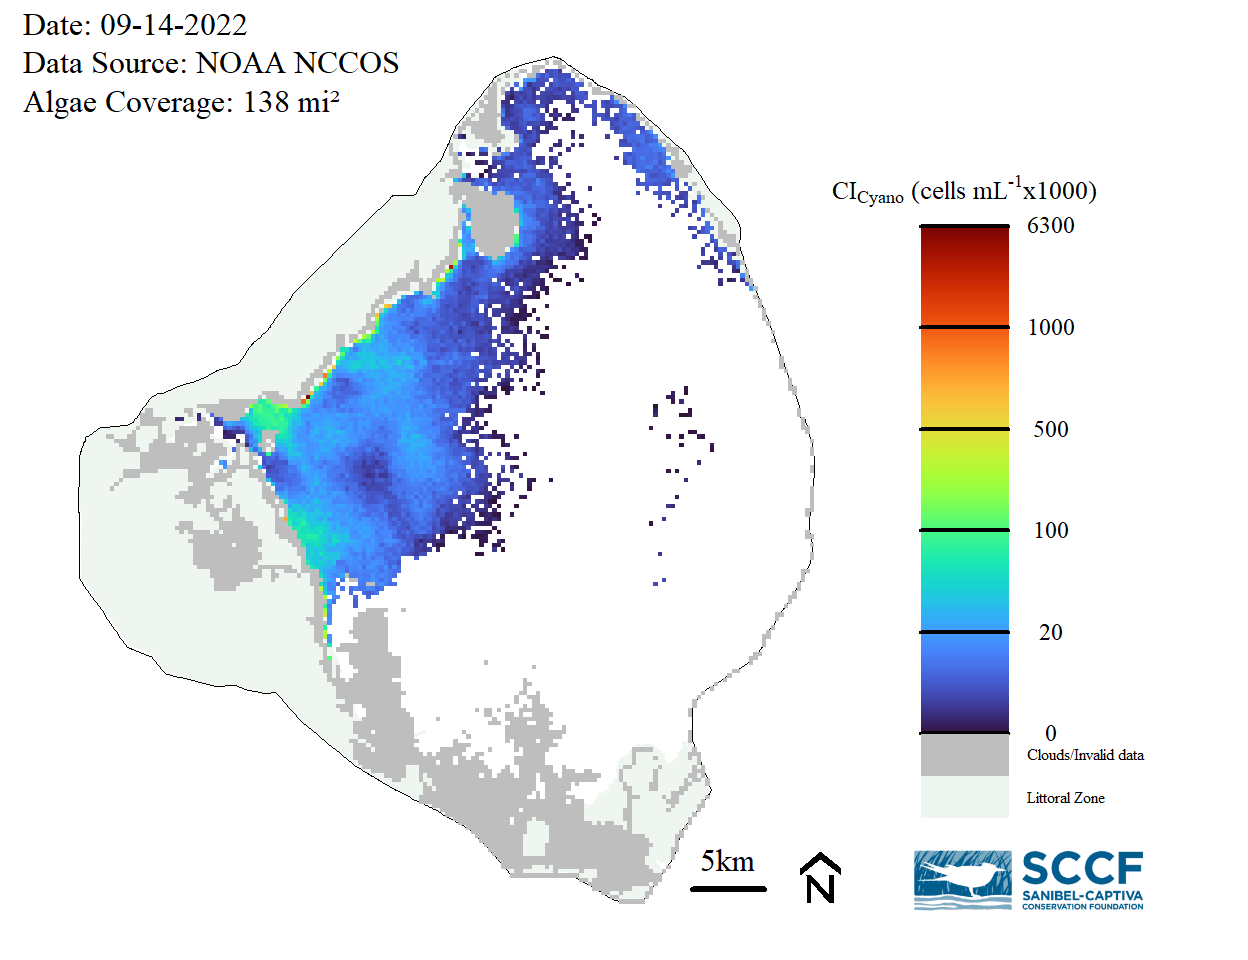 Date: 09-14-2022
Data Source: NOAA NCCOS
Algae Coverage: 138 mi²
CI_Cyano (cells mL⁻¹x1000)
6300
1000
500
100
20
0
Clouds/Invalid data
Littoral Zone
5km
N
SCCF
SANIBEL-CAPTIVA
CONSERVATION FOUNDATION